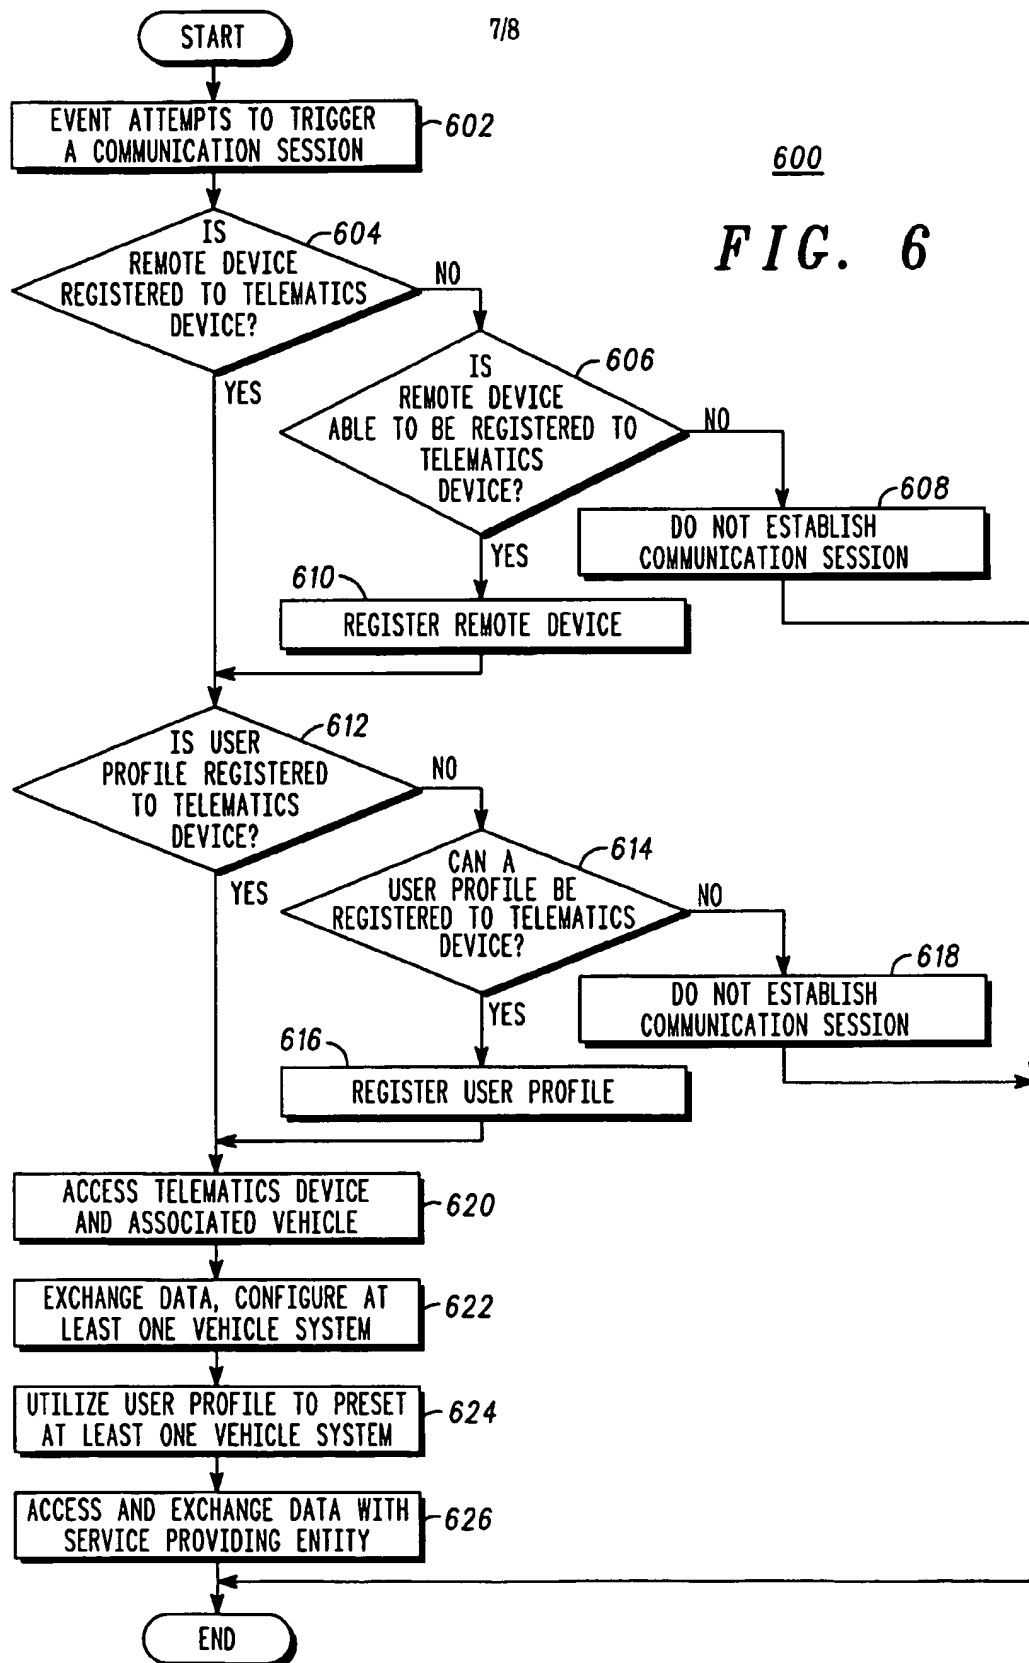 START
7/8
EVENT ATTEMPTS TO TRIGGER
A COMMUNICATION SESSION
602
600
FIG. 6
IS
REMOTE DEVICE
REGISTERED TO TELEMATICS
DEVICE?
604
NO
YES
IS
REMOTE DEVICE
ABLE TO BE REGISTERED TO
TELEMATICS
DEVICE?
606
NO
YES
608
DO NOT ESTABLISH
COMMUNICATION SESSION
610
REGISTER REMOTE DEVICE
IS USER
PROFILE REGISTERED
TO TELEMATICS
DEVICE?
612
NO
YES
CAN A
USER PROFILE BE
REGISTERED TO TELEMATICS
DEVICE?
614
NO
YES
618
DO NOT ESTABLISH
COMMUNICATION SESSION
616
REGISTER USER PROFILE
ACCESS TELEMATICS DEVICE
AND ASSOCIATED VEHICLE
620
EXCHANGE DATA, CONFIGURE AT
LEAST ONE VEHICLE SYSTEM
622
UTILIZE USER PROFILE TO PRESET
AT LEAST ONE VEHICLE SYSTEM
624
ACCESS AND EXCHANGE DATA WITH
SERVICE PROVIDING ENTITY
626
END